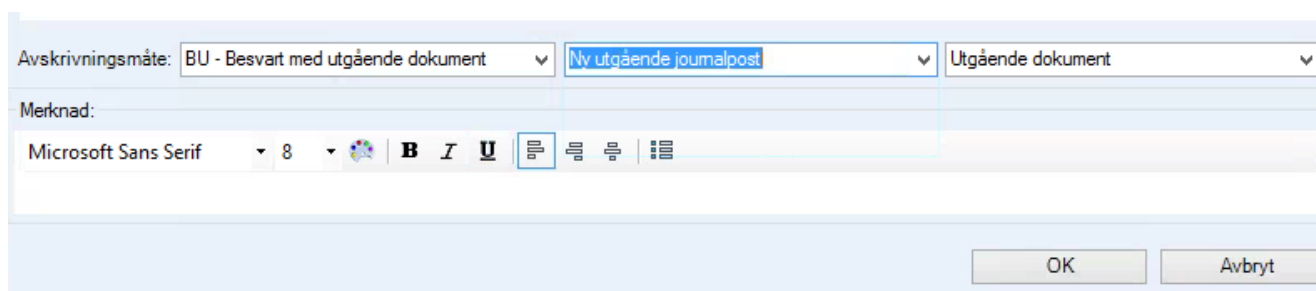 Avskrivningsmåte: BU - Besvart med utgående dokument Ny utgående journalpost Utgående dokument
Merknad:
Microsoft Sans Serif 8 B I U
OK Avbryt